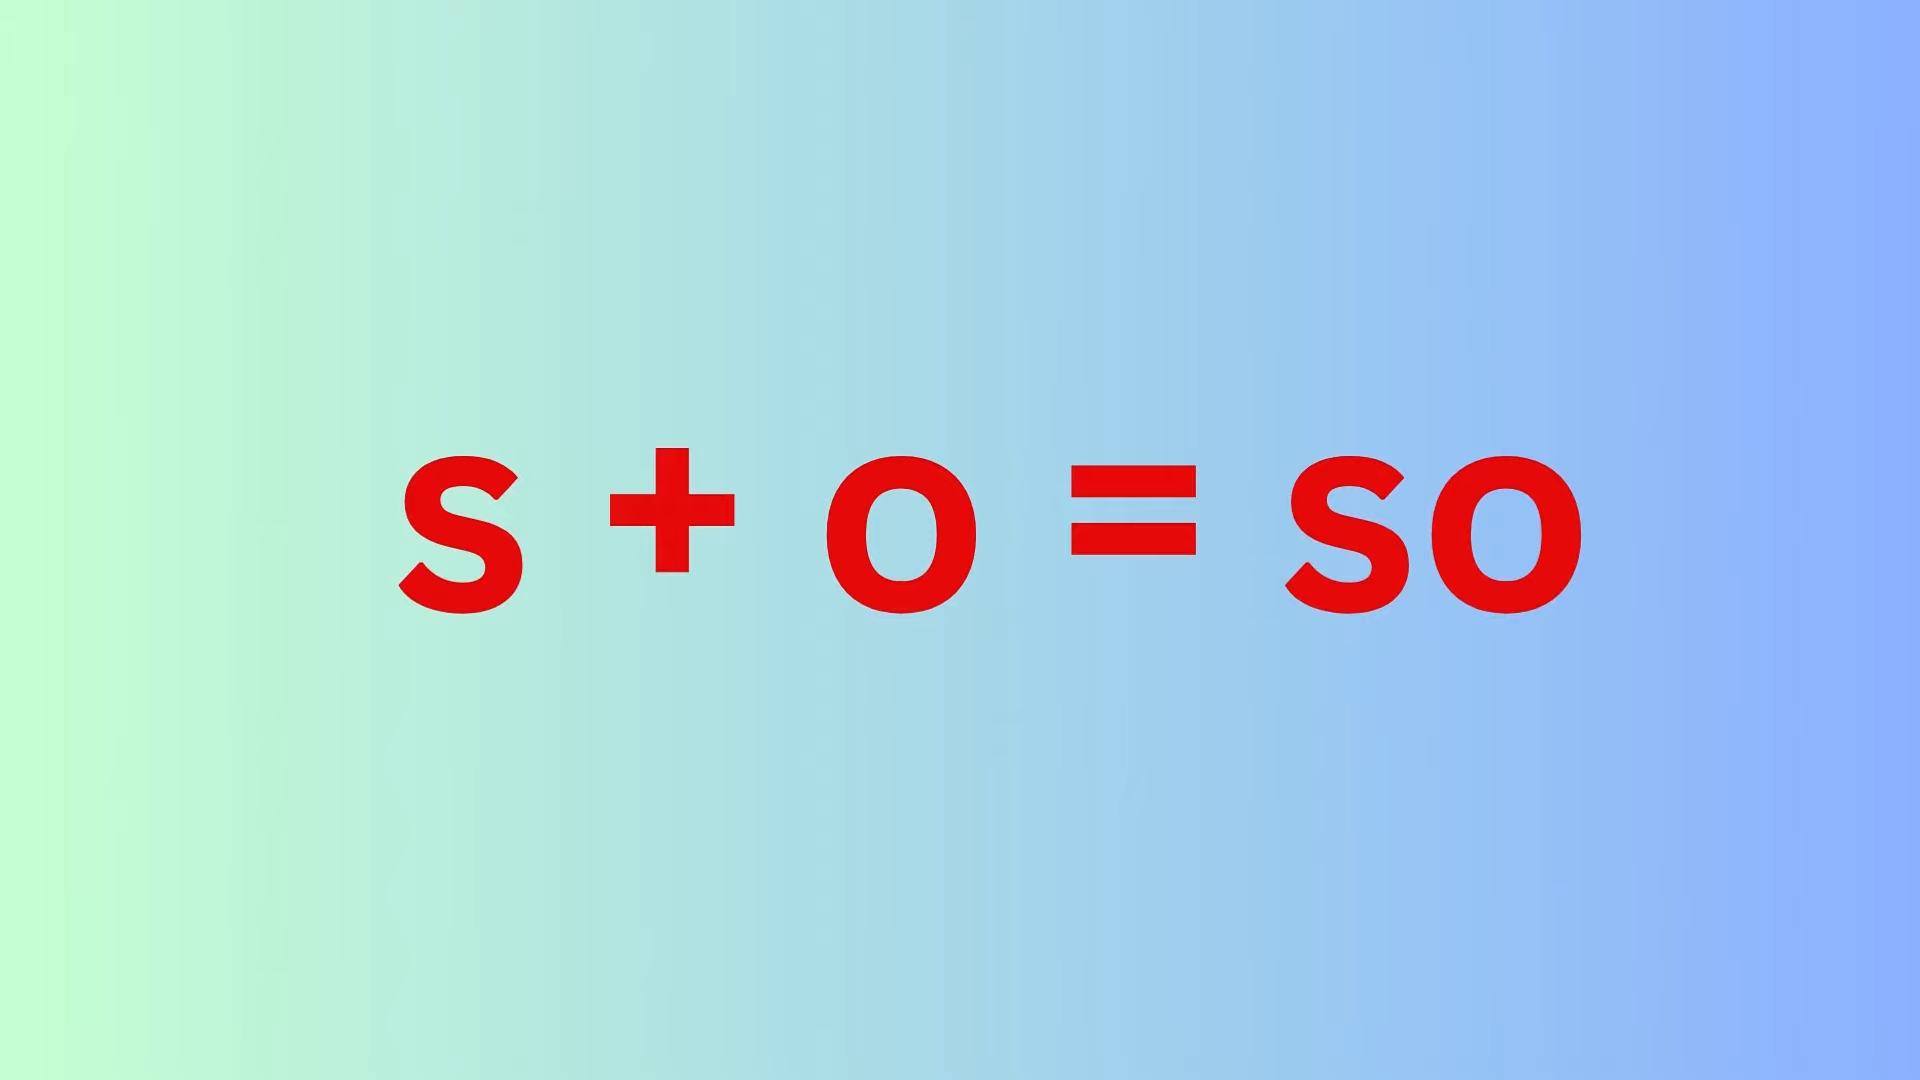 s + o = so